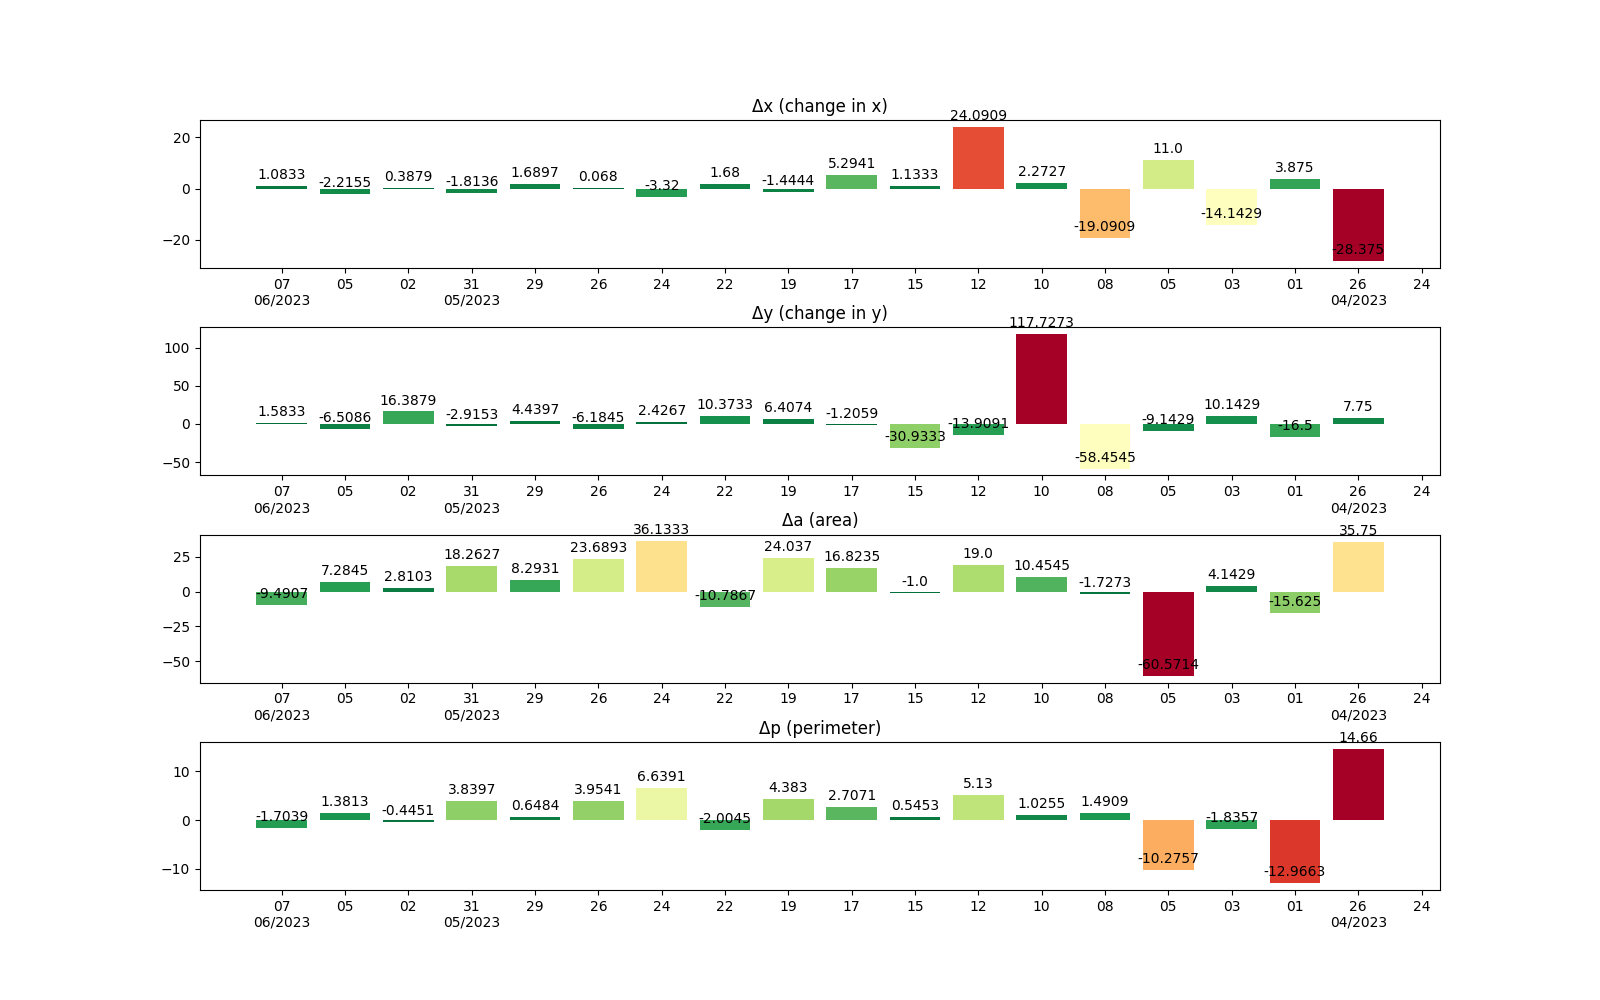 Δx (change in x)
20
0
−20
1.0833 -2.2155 0.3879 -1.8136 1.6897 0.068 -3.32 1.68 -1.4444 5.2941 1.1333 24.0909 2.2727 -19.0909 11.0 -14.1429 3.875 -28.375
07 05 02 31 29 26 24 22 19 17 15 12 10 08 05 03 01 26 24
06/2023 05/2023 04/2023
Δy (change in y)
100
50
0
−50
1.5833 -6.5086 16.3879 -2.9153 4.4397 -6.1845 2.4267 10.3733 6.4074 -1.2059 -30.9333 -13.9091 117.7273 -58.4545 -9.1429 10.1429 -16.5 7.75
07 05 02 31 29 26 24 22 19 17 15 12 10 08 05 03 01 26 24
06/2023 05/2023 04/2023
Δa (area)
25
0
−25
−50
-9.4907 7.2845 2.8103 18.2627 8.2931 23.6893 36.1333 -10.7867 24.037 16.8235 -1.0 19.0 10.4545 -1.7273 -60.5714 4.1429 -15.625 35.75
07 05 02 31 29 26 24 22 19 17 15 12 10 08 05 03 01 26 24
06/2023 05/2023 04/2023
Δp (perimeter)
10
0
−10
-1.7039 1.3813 -0.4451 3.8397 0.6484 3.9541 6.6391 -2.0045 4.383 2.7071 0.5453 5.13 1.0255 1.4909 -10.2757 -1.8357 -12.9663 14.66
07 05 02 31 29 26 24 22 19 17 15 12 10 08 05 03 01 26 24
06/2023 05/2023 04/2023